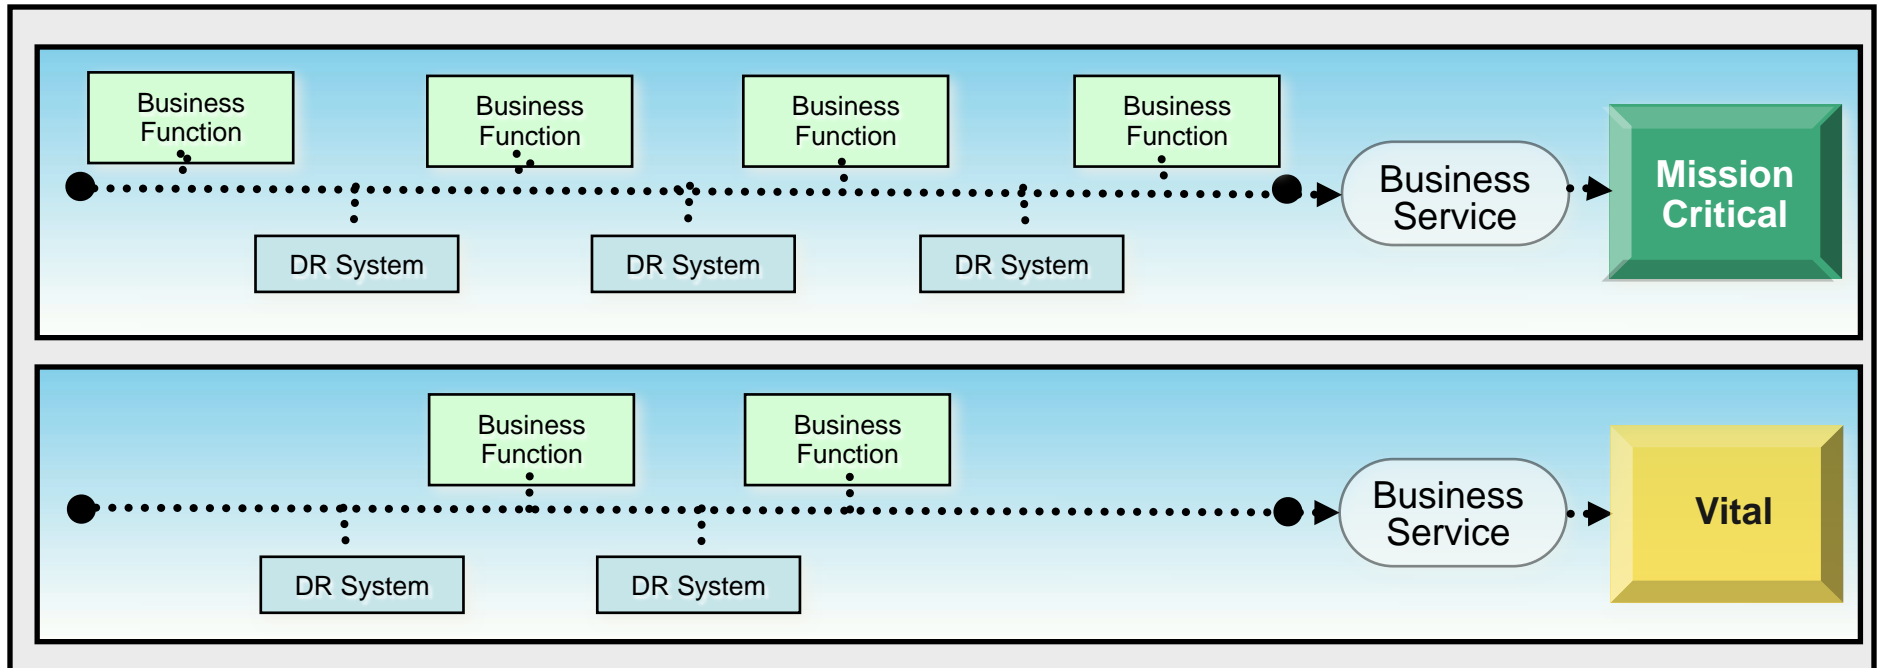 Business
Function
Business
Function
Business
Function
Business
Function
DR System
DR System
DR System
Business
Service
Mission
Critical
Business
Function
Business
Function
DR System
DR System
Business
Service
Vital